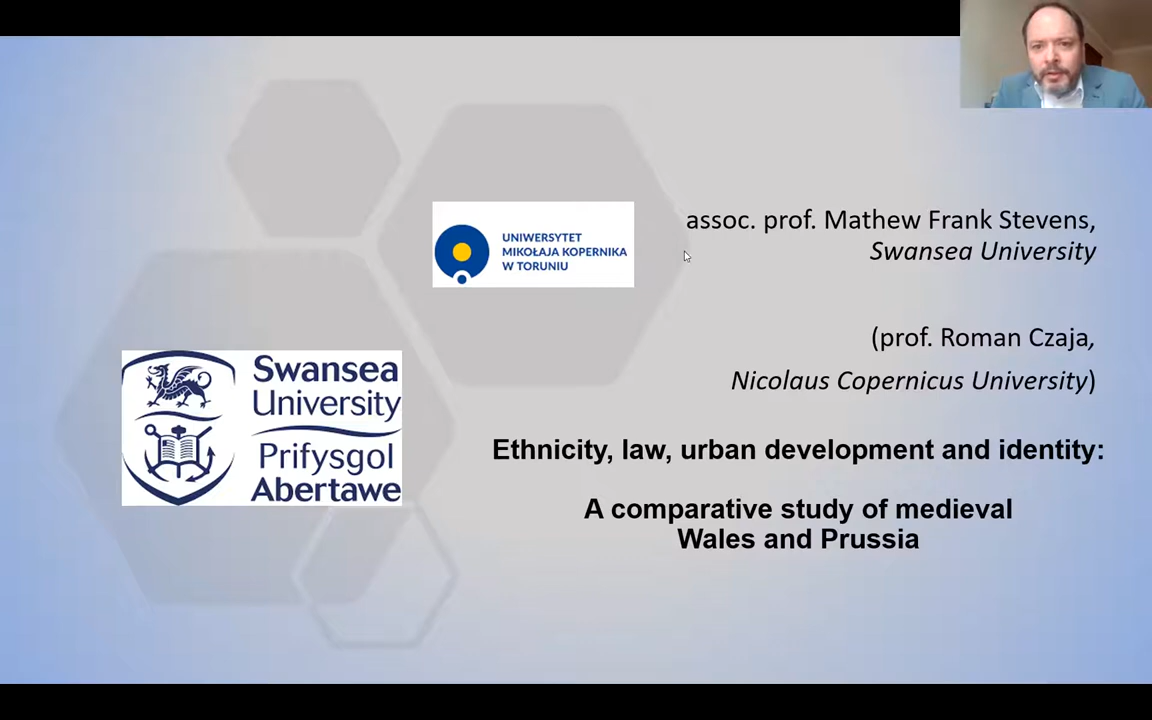 assoc. prof. Mathew Frank Stevens,
Swansea University
UNIWERSYTET
MIKOŁAJA KOPERNIKA
W TORUNIU
(prof. Roman Czaja,
Nicolaus Copernicus University)
Swansea
University
Prifysgol
Abertawe
Ethnicity, law, urban development and identity:
A comparative study of medieval
Wales and Prussia